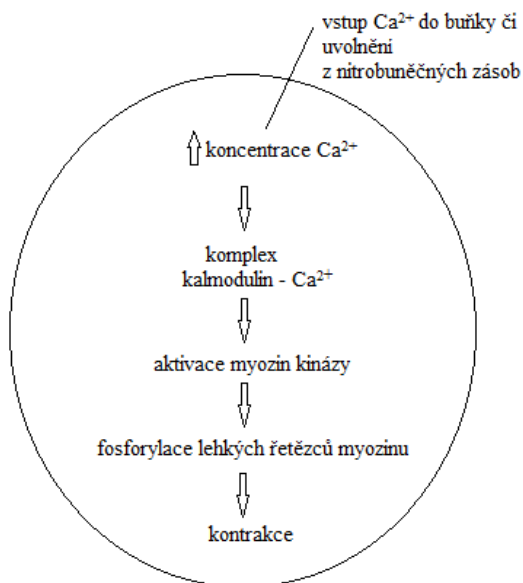 vstup Ca²⁺ do buňky či
uvolněni
z nitrobuněčných zásob
koncentrace Ca²⁺
komplex
kalmodulin - Ca²⁺
aktivace myozin kinázy
fosforylace lehkých řetězců myozinu
kontrakce